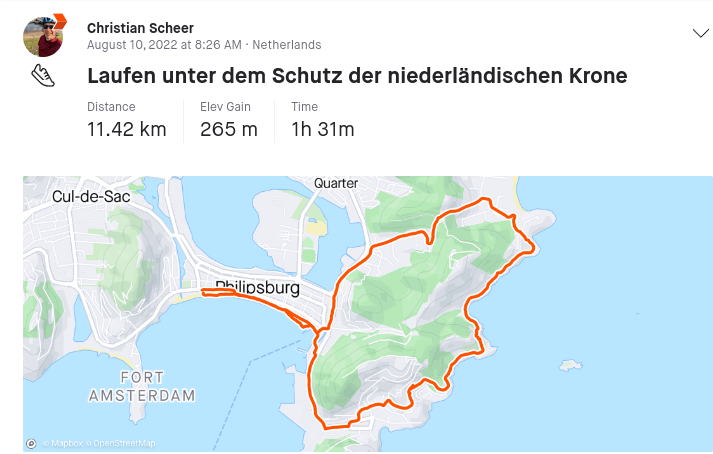 Christian Scheer
August 10, 2022 at 8:26 AM · Netherlands
Laufen unter dem Schutz der niederländischen Krone
Distance
Elev Gain
Time
11.42 km
265 m
1h 31m
Quarter
Cul-de-Sac
Philipsburg
FORT
AMSTERDAM
© Mapbox © OpenStreetMap